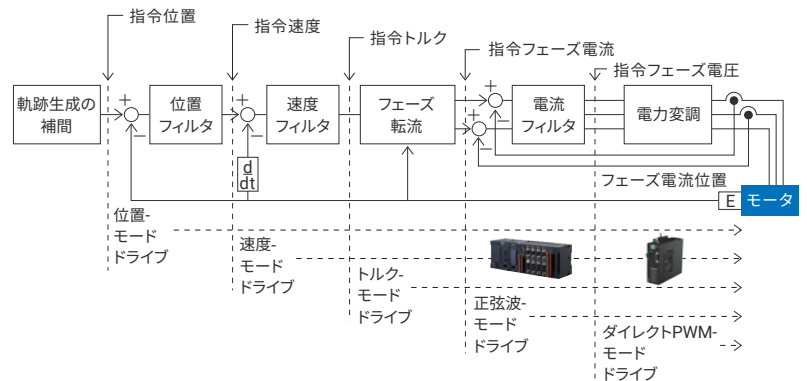 指令位置
指令速度
指令トルク
指令フェーズ電流
指令フェーズ電圧
軌跡生成の
補間
+
−
位置
フィルタ
+
−
速度
フィルタ
フェーズ
転流
+
−
+
−
電流
フィルタ
電力変調
d
dt
フェーズ電流位置
E
モータ
位置-
モード
ドライブ
速度-
モード
ドライブ
トルク-
モード
ドライブ
正弦波-
モード
ドライブ
ダイレクトPWM-
モード
ドライブ